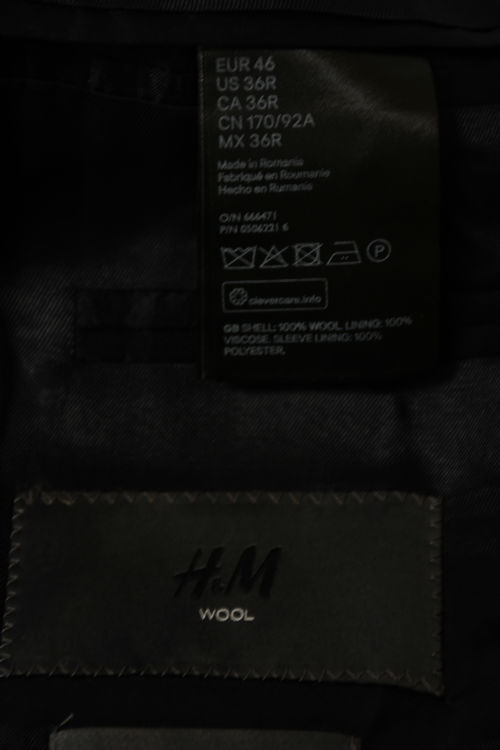 EUR 46
US 36R
CA 36R
CN 170/92A
MX 36R
Made in Romania
Fabriqué en Roumanie
Hecho en Rumania
O/N 666471
P/N 0506221 6
P
clevercare.info
GB SHELL: 100% WOOL. LINING: 100%
VISCOSE. SLEEVE LINING: 100%
POLYESTER.
H&M
WOOL